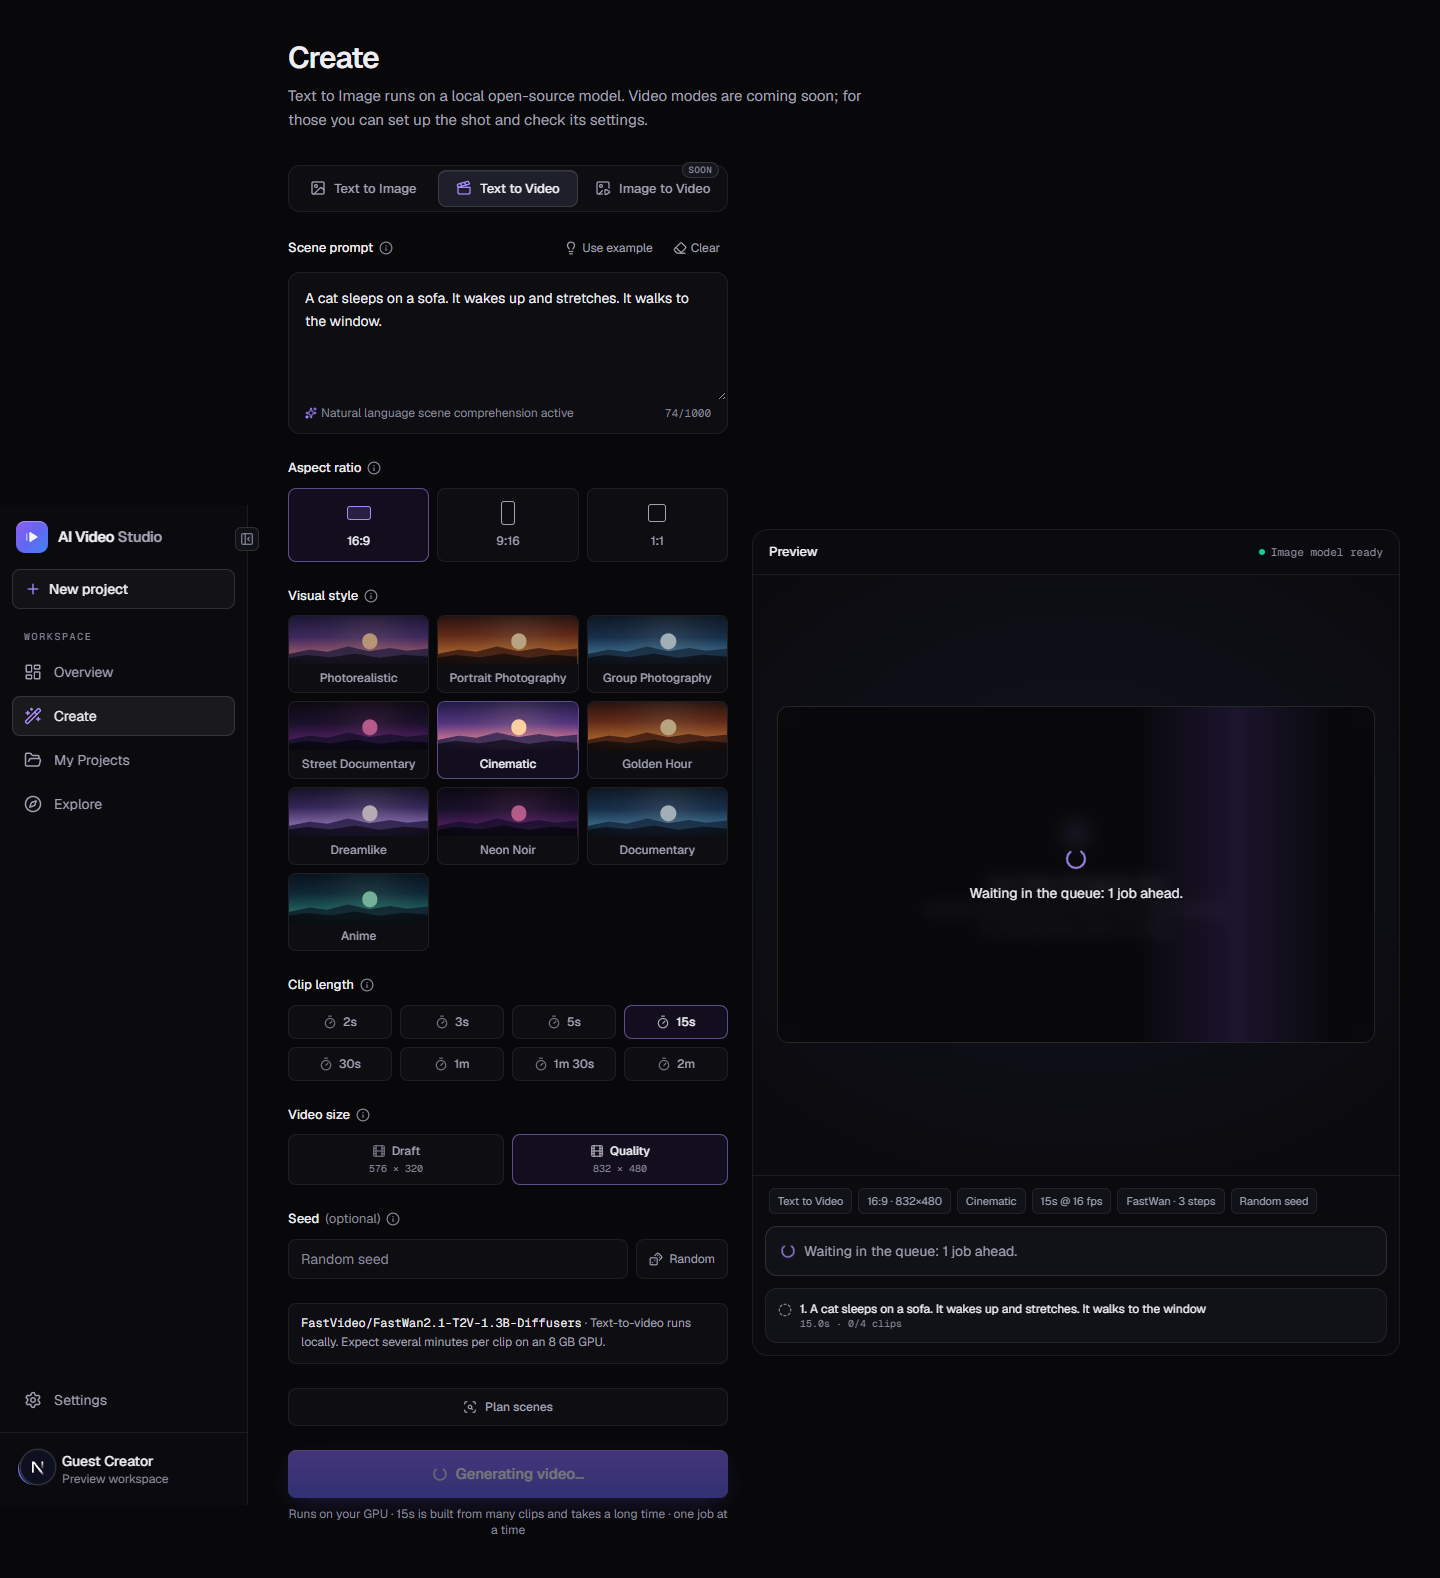 Create
Text to Image runs on a local open-source model. Video modes are coming soon; for
those you can set up the shot and check its settings.
SOON
Text to Image
Text to Video
Image to Video
Scene prompt
Use example
Clear
A cat sleeps on a sofa. It wakes up and stretches. It walks to
the window.
Natural language scene comprehension active
74/1000
Aspect ratio
16:9
9:16
1:1
Visual style
Photorealistic
Portrait Photography
Group Photography
Street Documentary
Cinematic
Golden Hour
Dreamlike
Neon Noir
Documentary
Anime
Clip length
2s
3s
5s
15s
30s
1m
1m 30s
2m
Video size
Draft
576 × 320
Quality
832 × 480
Seed (optional)
Random seed
Random
FastVideo/FastWan2.1-T2V-1.3B-Diffusers · Text-to-video runs
locally. Expect several minutes per clip on an 8 GB GPU.
Plan scenes
Generating video...
Runs on your GPU · 15s is built from many clips and takes a long time · one job at
a time
AI Video Studio
New project
WORKSPACE
Overview
Create
My Projects
Explore
Settings
N
Guest Creator
Preview workspace
Preview
Image model ready
Waiting in the queue: 1 job ahead.
Text to Video
16:9 · 832×480
Cinematic
15s @ 16 fps
FastWan · 3 steps
Random seed
Waiting in the queue: 1 job ahead.
1. A cat sleeps on a sofa. It wakes up and stretches. It walks to the window
15.0s · 0/4 clips